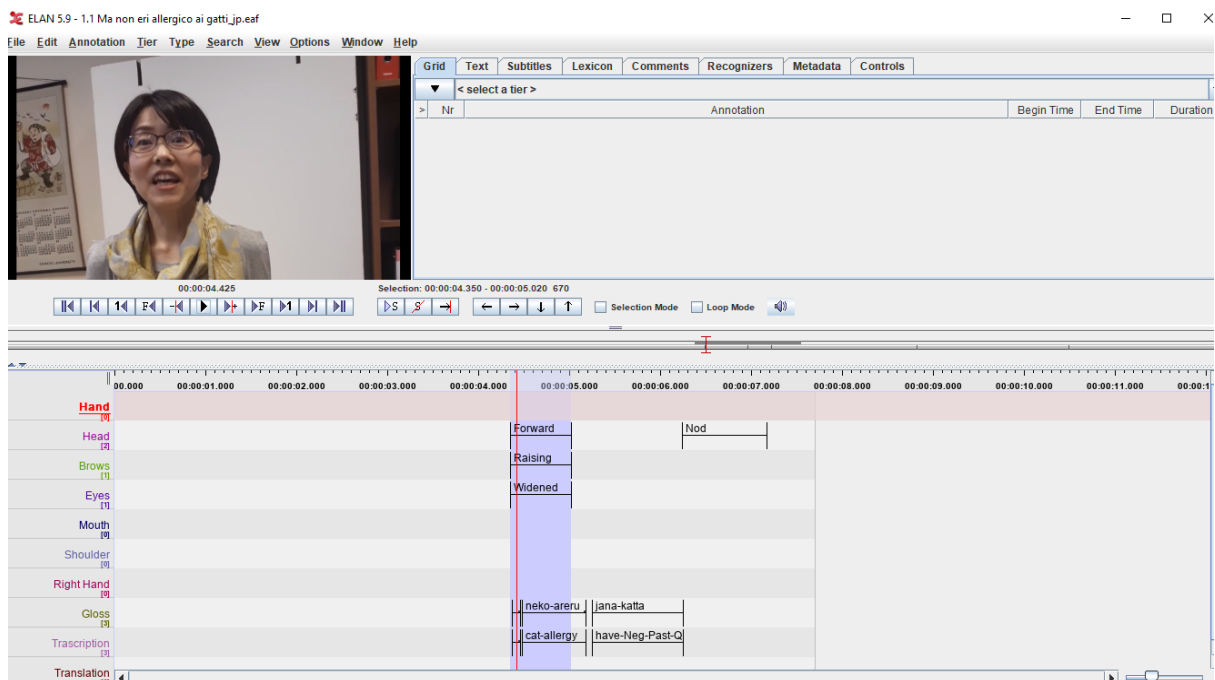 ELAN 5.9 - 1.1 Ma non eri allergico ai gatti_jp.eaf
File Edit Annotation Tier Type Search View Options Window Help
Grid Text Subtitles Lexicon Comments Recognizers Metadata Controls
< select a tier >
> Nr Annotation Begin Time End Time Duration
00:00:04.425
Selection: 00:00:04.350 - 00:00:05.020 670
Selection Mode Loop Mode
00.000 00:00:01.000 00:00:02.000 00:00:03.000 00:00:04.000 00:00:05.000 00:00:06.000 00:00:07.000 00:00:08.000 00:00:09.000 00:00:10.000 00:00:11.000 00:00:1
Hand
[0]
Head Forward Nod
[2]
Brows Raising
[1]
Eyes Widened
[1]
Mouth
[0]
Shoulder
[0]
Right Hand
[0]
Gloss neko-areru jana-katta
[3]
Trascription cat-allergy have-Neg-Past-Q
[3]
Translation